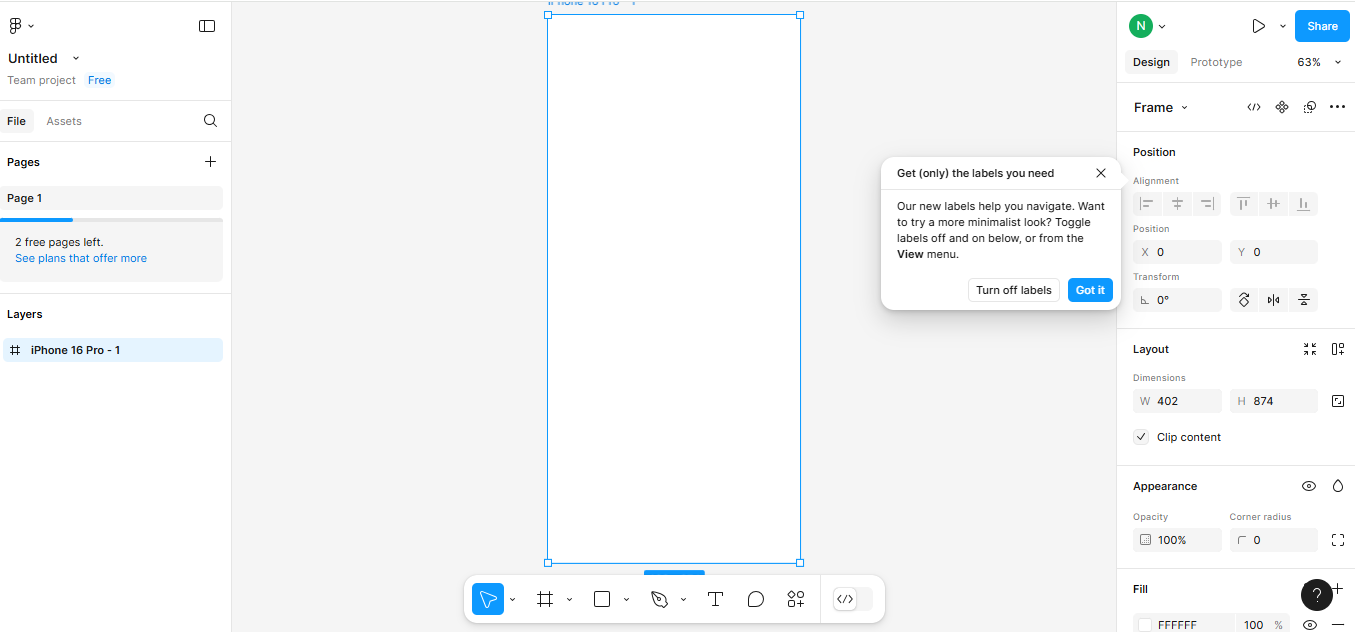 Untitled
Team project Free
File Assets
Pages
Page 1
2 free pages left.
See plans that offer more
Layers
iPhone 16 Pro - 1
iPhone 16 Pro - 1
Get (only) the labels you need
Our new labels help you navigate. Want
to try a more minimalist look? Toggle
labels off and on below, or from the
View menu.
Turn off labels Got it
N
Share
Design Prototype 63%
Frame
Position
Alignment
Position
X 0 Y 0
Transform
0°
Layout
Dimensions
W 402 H 874
Clip content
Appearance
Opacity Corner radius
100% 0
Fill
?
FFFFFF 100 %